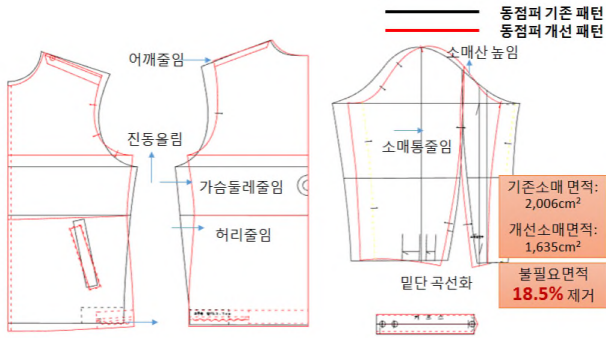 동점퍼 기존 패턴
동점퍼 개선 패턴
어깨줄임
소매산 높임
진동올림
소매통줄임
가슴둘레줄임
허리줄임
기존소매 면적:
2,006cm²
개선소매면적:
1,635cm²
밑단 곡선화
불필요면적
18.5% 제거